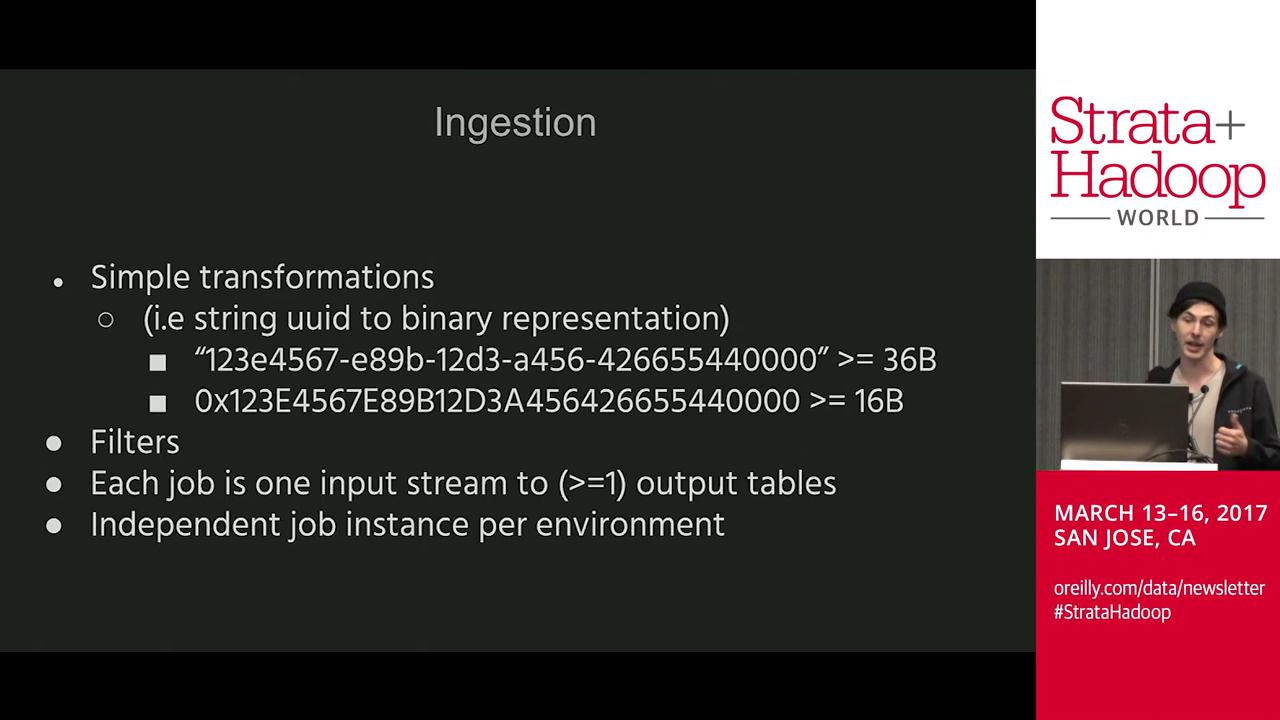 Ingestion
• Simple transformations
○ (i.e string uuid to binary representation)
■ “123e4567-e89b-12d3-a456-426655440000” >= 36B
■ 0x123E4567E89B12D3A456426655440000 >= 16B
● Filters
● Each job is one input stream to (>=1) output tables
● Independent job instance per environment
Strata+
Hadoop
WORLD
MARCH 13–16, 2017
SAN JOSE, CA
oreilly.com/data/newsletter
#StrataHadoop